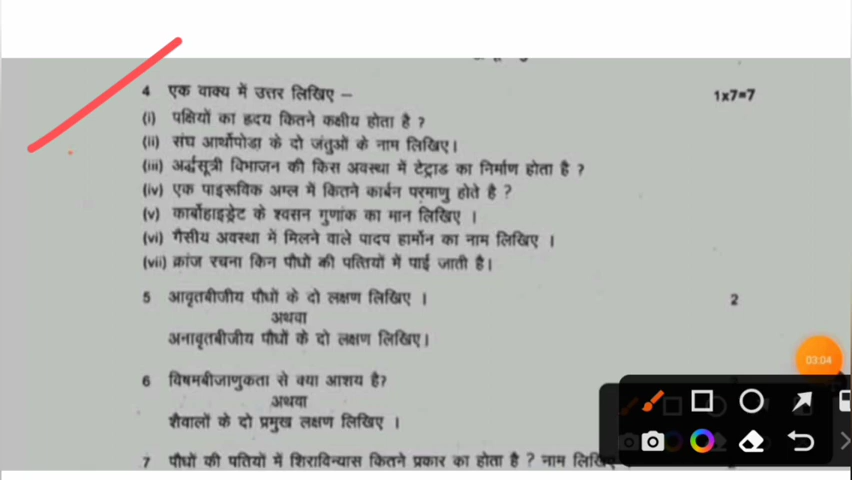 4 एक वाक्य में उत्तर लिखिए – 1x7=7
(i) पक्षियों का हृदय कितने कक्षीय होता है ?
(ii) संघ आर्थोपोडा के दो जंतुओं के नाम लिखिए।
(iii) अर्द्धसूत्री विभाजन की किस अवस्था में टेट्राड का निर्माण होता है ?
(iv) एक पाइरूविक अम्ल में कितने कार्बन परमाणु होते है ?
(v) कार्बोहाइड्रेट के श्वसन गुणांक का मान लिखिए ।
(vi) गैसीय अवस्था में मिलने वाले पादप हार्मोन का नाम लिखिए ।
(vii) क्रांज रचना किन पौधों की पत्तियों में पाई जाती है।
5 आवृतबीजीय पौधों के दो लक्षण लिखिए । 2
अथवा
अनावृतबीजीय पौधों के दो लक्षण लिखिए।
6 विषमबीजाणुकता से क्या आशय है?
अथवा
शैवालों के दो प्रमुख लक्षण लिखिए ।
7 पौधों की पतियों में शिराविन्यास कितने प्रकार का होता है ? नाम
03:04